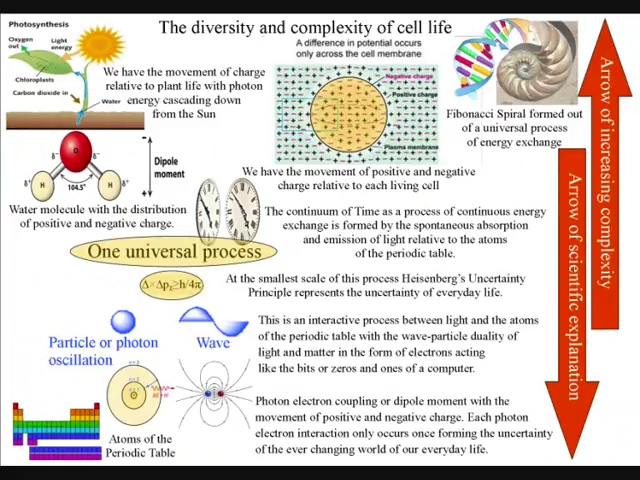 The diversity and complexity of cell life
Photosynthesis
Oxygen out
Light energy
Chloroplasts
Carbon dioxide in
Water
We have the movement of charge
relative to plant life with photon
energy cascading down
from the Sun
A difference in potential occurs
only across the cell membrane
Negative charge
Positive charge
Plasma membrane
Fibonacci Spiral formed out
of a universal process
of energy exchange
Arrow of increasing complexity
Arrow of scientific explanation
δ⁻
O
δ⁻
H
H
δ⁺
δ⁺
104.5°
Dipole
moment
We have the movement of positive and negative
charge relative to each living cell
Water molecule with the distribution
of positive and negative charge.
The continuum of Time as a process of continuous energy
exchange is formed by the spontaneous absorption
and emission of light relative to the atoms
of the periodic table.
One universal process
Δ×Δpₓ≥h/4π
At the smallest scale of this process Heisenberg's Uncertainty
Principle represents the uncertainty of everyday life.
Particle or photon
oscillation
Wave
This is an interactive process between light and the atoms
of the periodic table with the wave-particle duality of
light and matter in the form of electrons acting
like the bits or zeros and ones of a computer.
Photon electron coupling or dipole moment with the
movement of positive and negative charge. Each photon
electron interaction only occurs once forming the uncertainty
of the ever changing world of our everyday life.
Atoms of the
Periodic Table